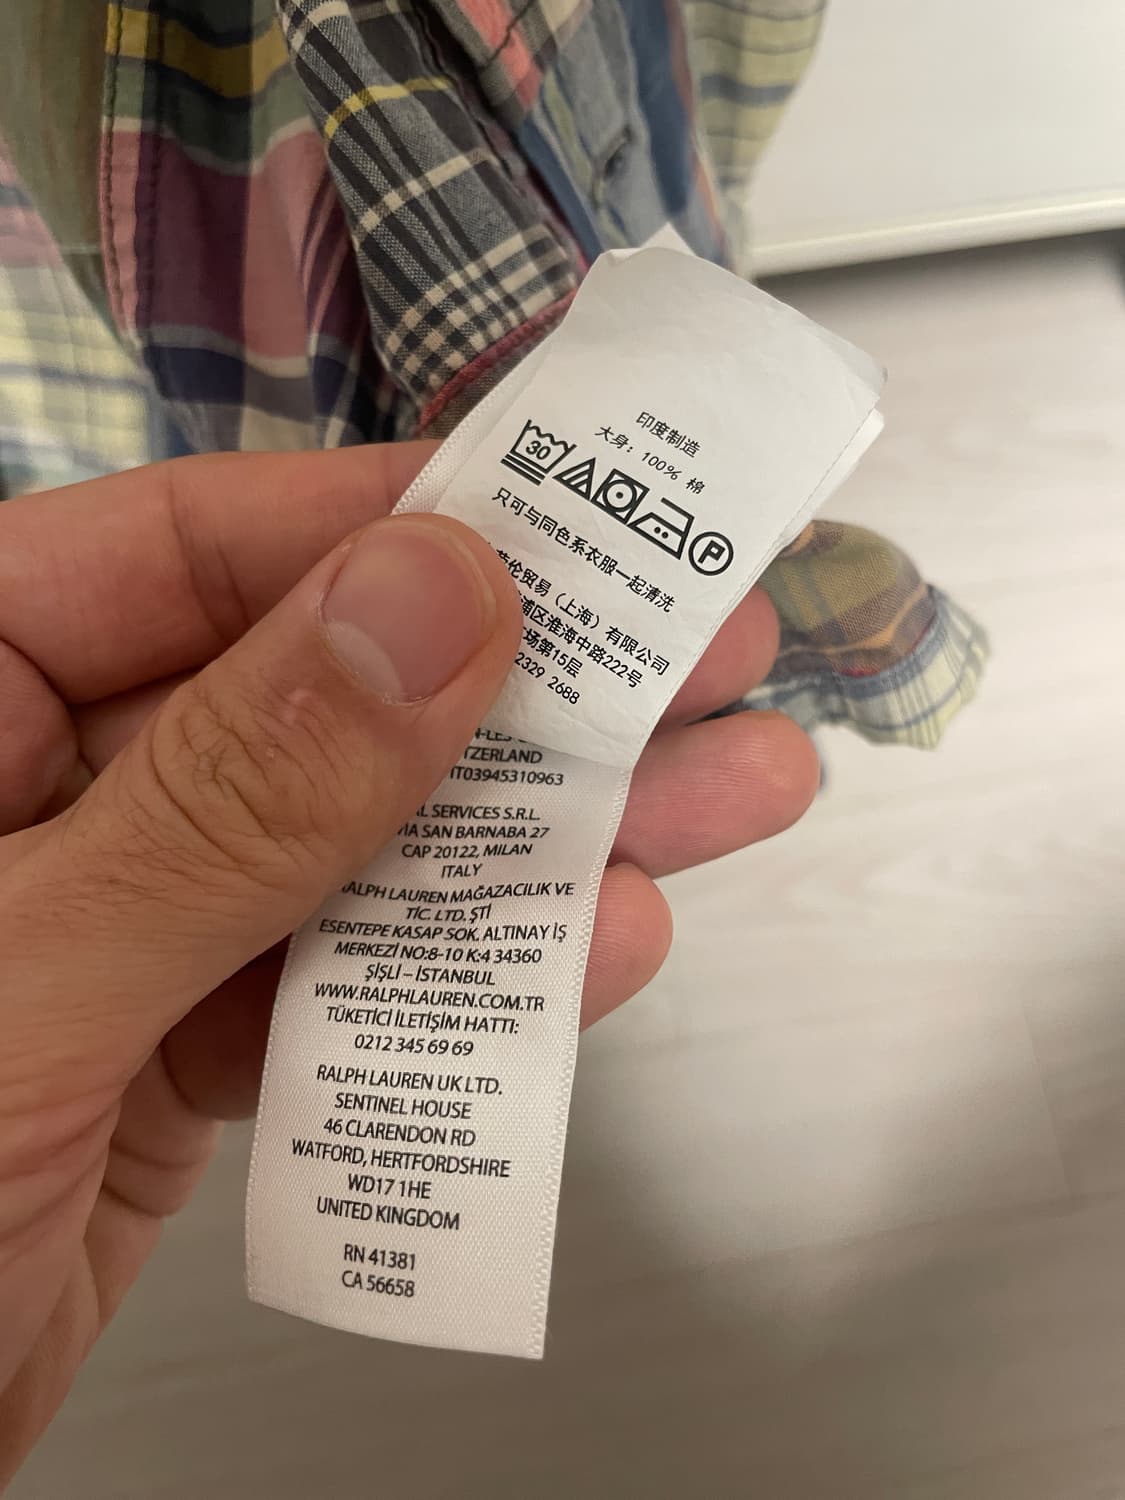 印度制造
大身: 100% 棉
30
P
只可与同色系衣服一起清洗
伦贸易(上海)有限公司
浦区淮海中路222号
场第15层
2329 2688
TZERLAND
IT03945310963
SERVICES S.R.L.
VIA SAN BARNABA 27
CAP 20122, MILAN
ITALY
RALPH LAUREN MAĞAZACILIK VE
TİC. LTD. ŞTİ
ESENTEPE KASAP SOK. ALTINAY İŞ
MERKEZİ NO:8-10 K:4 34360
ŞİŞLİ – İSTANBUL
WWW.RALPHLAUREN.COM.TR
TÜKETİCİ İLETİŞİM HATTI:
0212 345 69 69
RALPH LAUREN UK LTD.
SENTINEL HOUSE
46 CLARENDON RD
WATFORD, HERTFORDSHIRE
WD17 1HE
UNITED KINGDOM
RN 41381
CA 56658